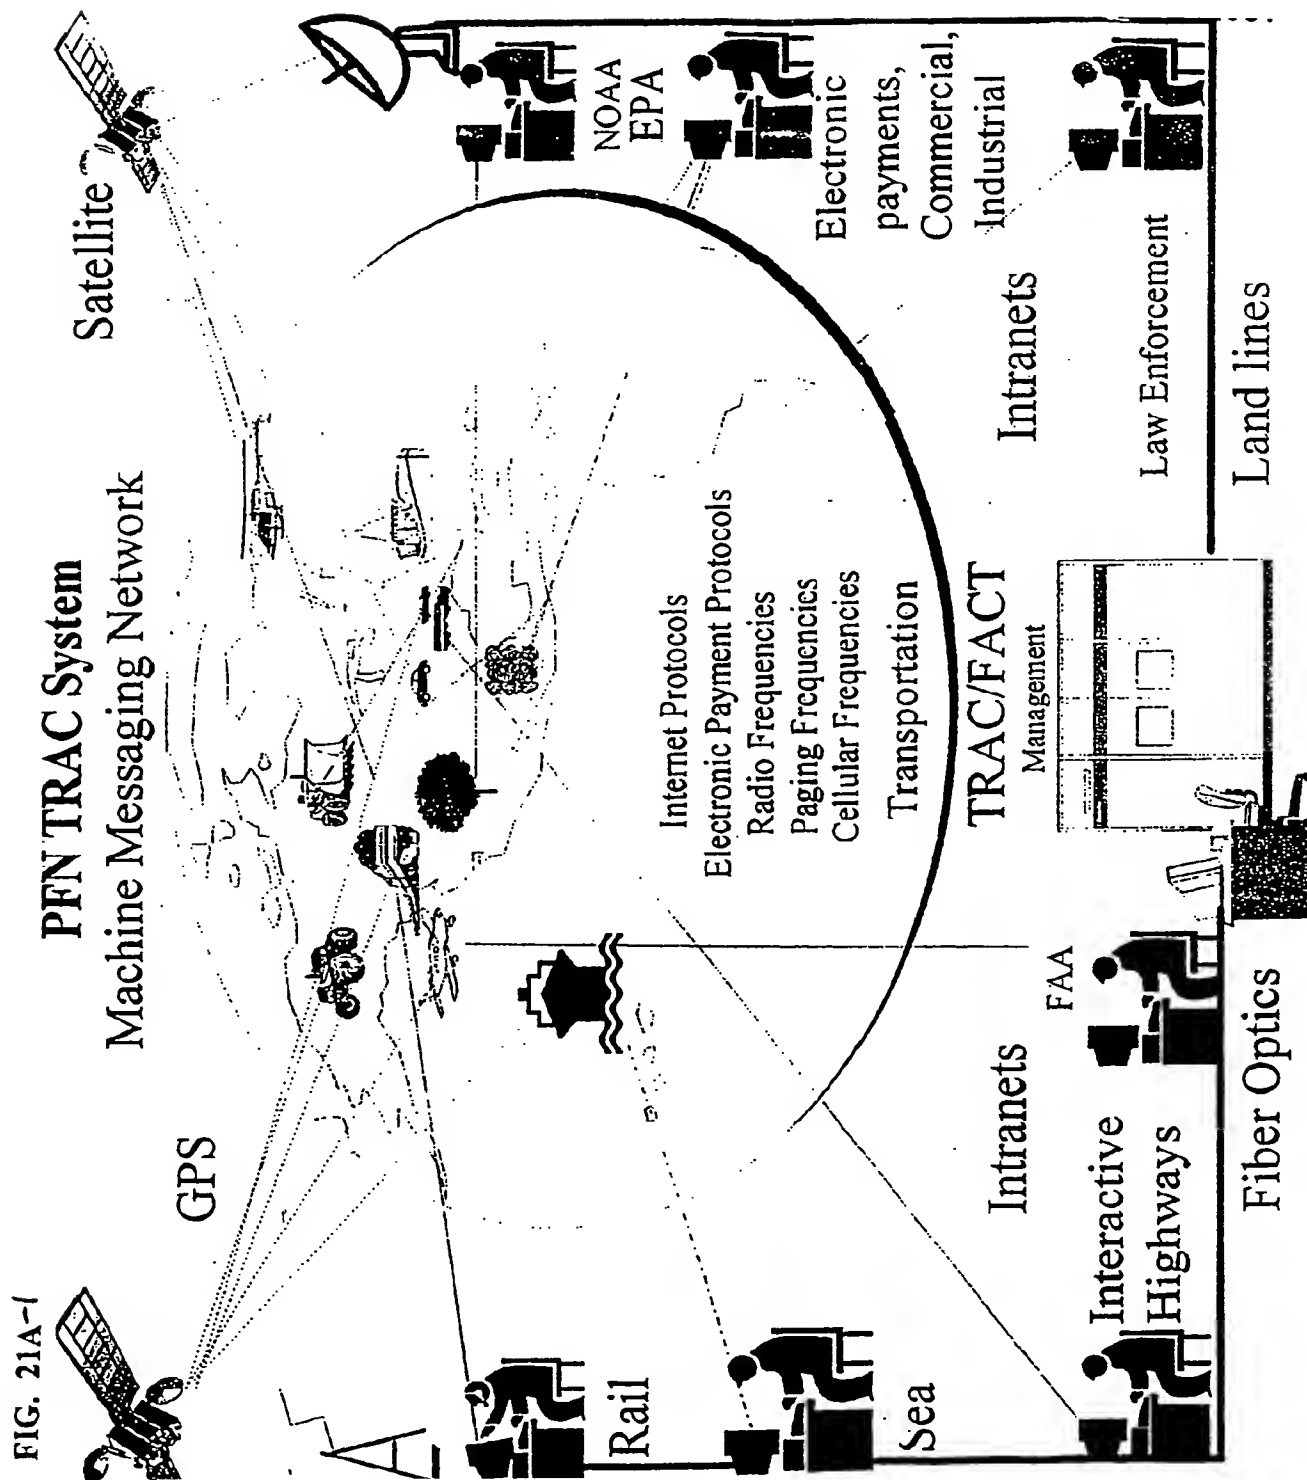 FIG. 21A-1
PFN TRAC System
Machine Messaging Network
GPS
Satellite
NOAA
EPA
Electronic
payments,
Commercial,
Industrial
Internet Protocols
Electronic Payment Protocols
Radio Frequencies
Paging Frequencies
Cellular Frequencies
Transportation
TRAC/FACT
Management
Rail
Sea
Intranets
FAA
Interactive
Highways
Fiber Optics
Intranets
Law Enforcement
Land lines